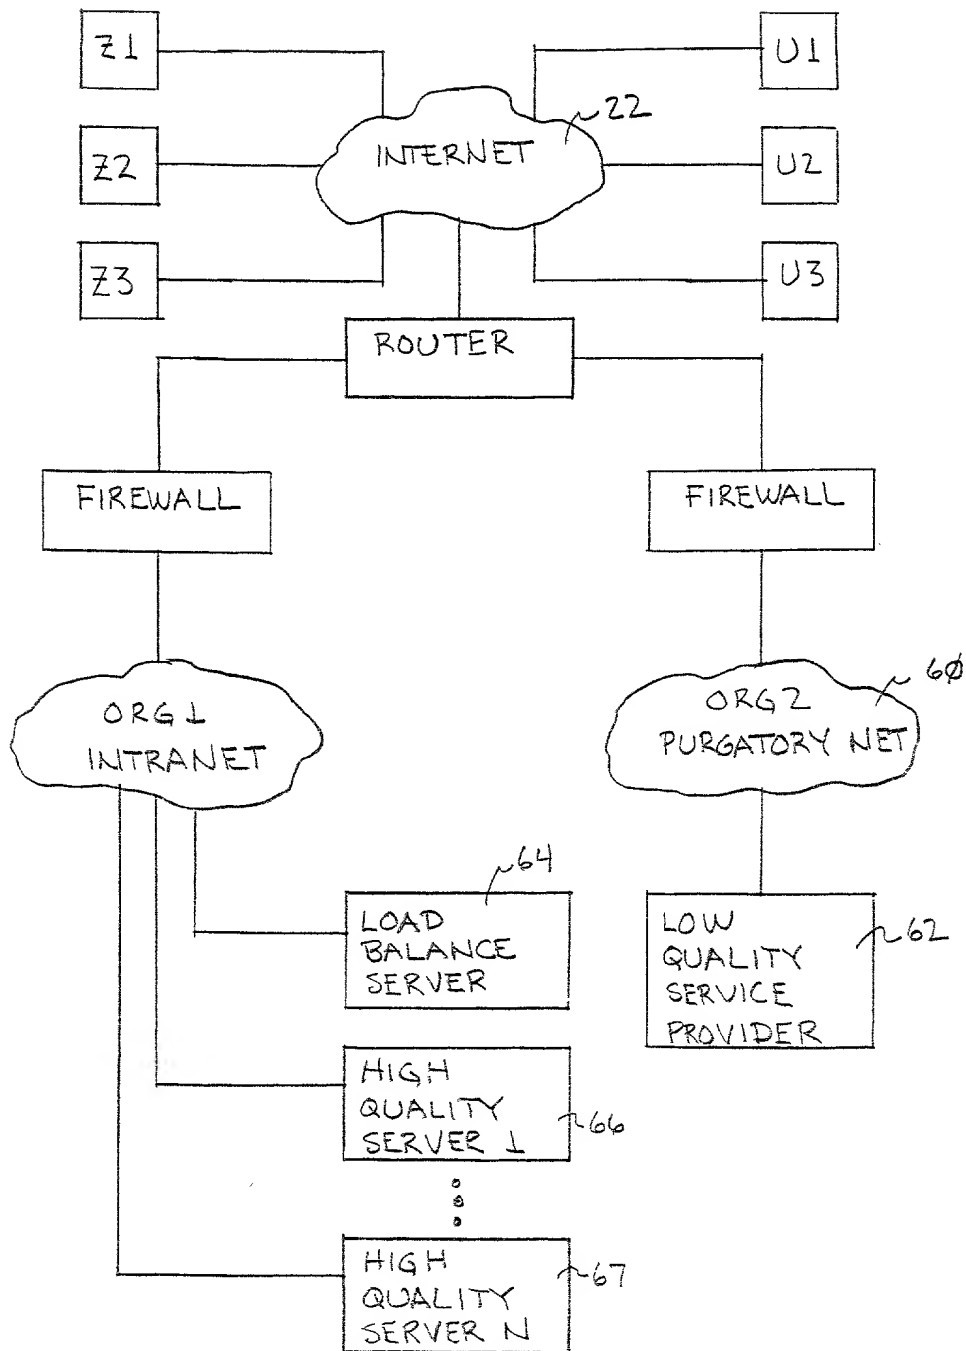 Z1
U1
22
INTERNET
Z2
U2
Z3
U3
ROUTER
FIREWALL
FIREWALL
ORG1
INTRANET
ORG2
PURGATORY NET
6Ø
64
LOAD
BALANCE
SERVER
LOW
QUALITY
SERVICE
PROVIDER
62
HIGH
QUALITY
SERVER 1
66
HIGH
QUALITY
SERVER N
67